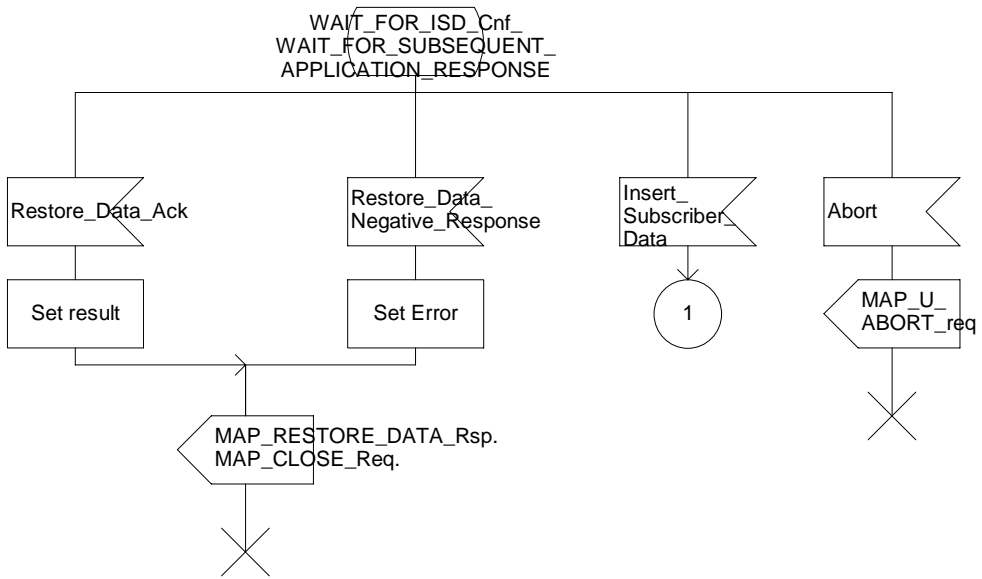 WAIT_FOR_ISD_Cnf_
WAIT_FOR_SUBSEQUENT_
APPLICATION_RESPONSE
Restore_Data_Ack
Restore_Data_
Negative_Response
Insert_
Subscriber_
Data
Abort
Set result
Set Error
1
MAP_U_
ABORT_req
MAP_RESTORE_DATA_Rsp.
MAP_CLOSE_Req.